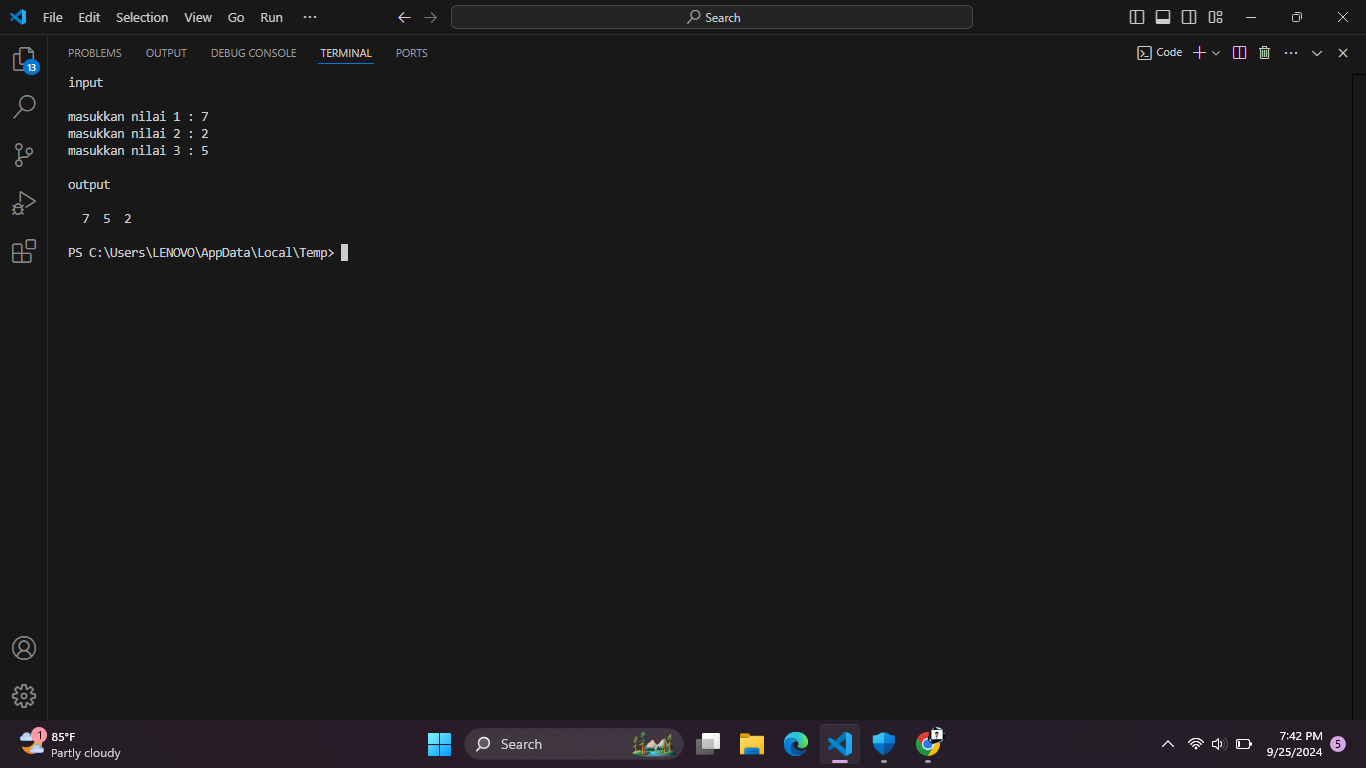 File Edit Selection View Go Run ···
Search
PROBLEMS OUTPUT DEBUG CONSOLE TERMINAL PORTS
Code
13
input
masukkan nilai 1 : 7
masukkan nilai 2 : 2
masukkan nilai 3 : 5
output
7 5 2
PS C:\Users\LENOVO\AppData\Local\Temp>
1
85°F
Partly cloudy
Search
7:42 PM
9/25/2024
5